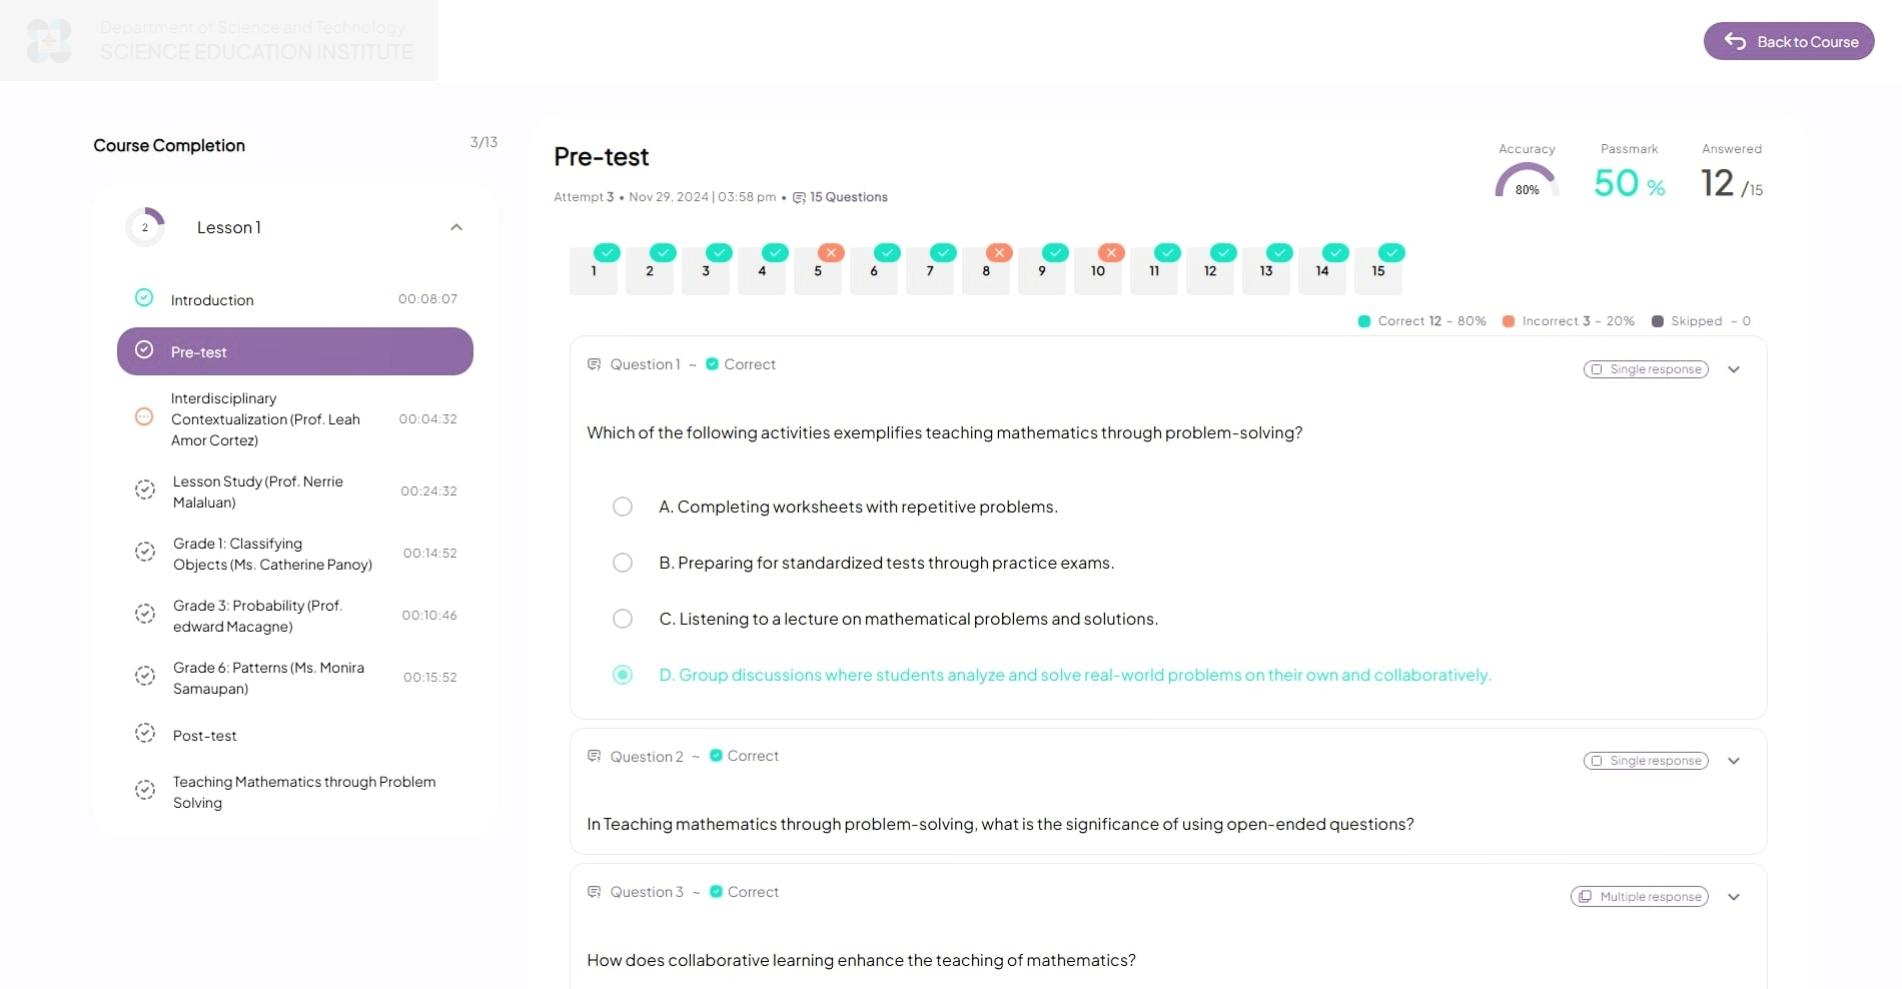 Department of Science and Technology
SCIENCE EDUCATION INSTITUTE
Back to Course
Course Completion
3/13
2
Lesson 1
Introduction
00:08:07
Pre-test
Interdisciplinary
Contextualization (Prof. Leah
Amor Cortez)
00:04:32
Lesson Study (Prof. Nerrie
Malaluan)
00:24:32
Grade 1: Classifying
Objects (Ms. Catherine Panoy)
00:14:52
Grade 3: Probability (Prof.
edward Macagne)
00:10:46
Grade 6: Patterns (Ms. Monira
Samaupan)
00:15:52
Post-test
Teaching Mathematics through Problem
Solving
Pre-test
Attempt 3 • Nov 29, 2024 | 03:58 pm • 15 Questions
Accuracy
80%
Passmark
50 %
Answered
12 /15
1 2 3 4 5 6 7 8 9 10 11 12 13 14 15
Correct 12 ~ 80% Incorrect 3 ~ 20% Skipped ~ 0
Question 1 ~ Correct
Single response
Which of the following activities exemplifies teaching mathematics through problem-solving?
A. Completing worksheets with repetitive problems.
B. Preparing for standardized tests through practice exams.
C. Listening to a lecture on mathematical problems and solutions.
D. Group discussions where students analyze and solve real-world problems on their own and collaboratively.
Question 2 ~ Correct
Single response
In Teaching mathematics through problem-solving, what is the significance of using open-ended questions?
Question 3 ~ Correct
Multiple response
How does collaborative learning enhance the teaching of mathematics?